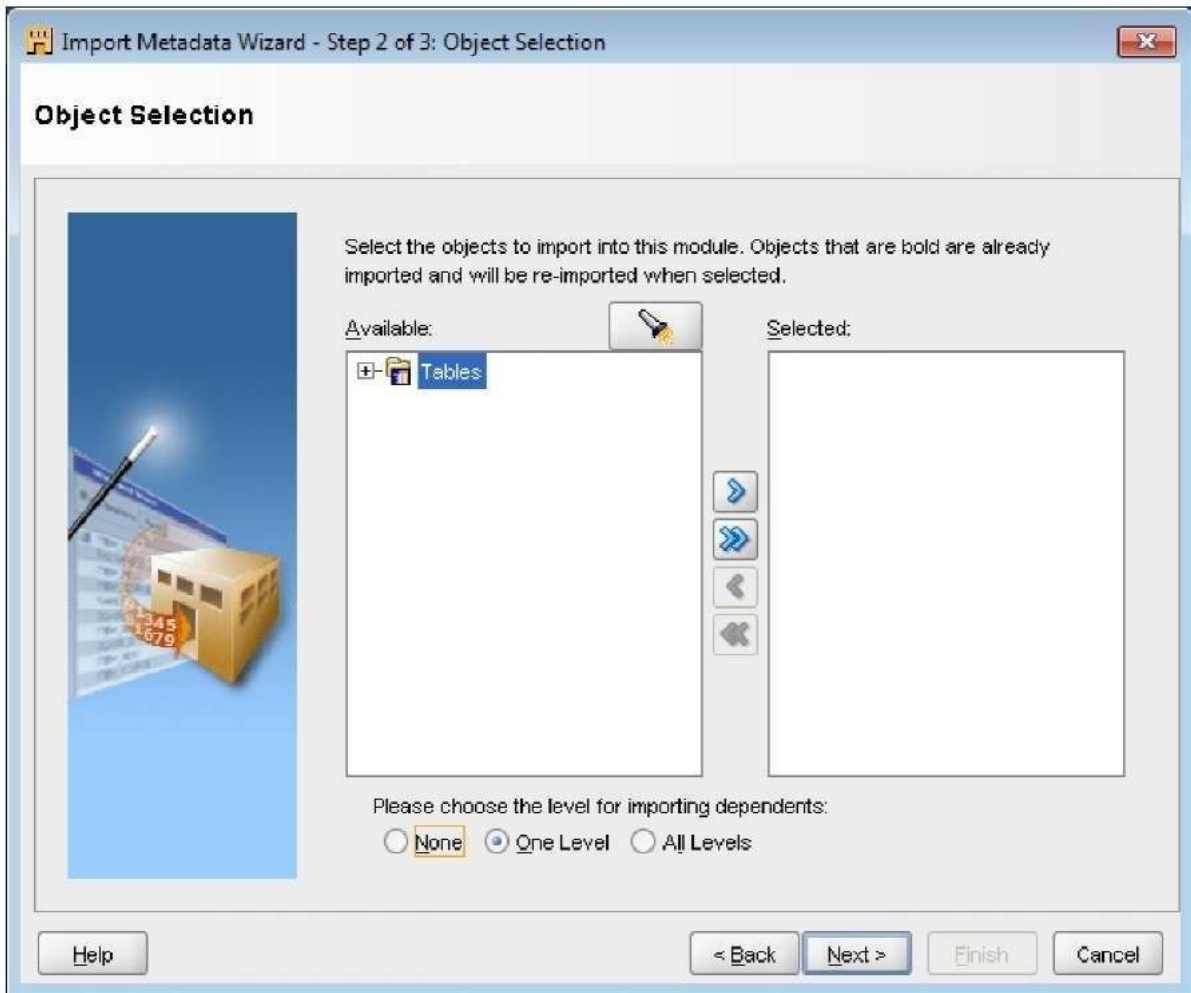 Import Metadata Wizard - Step 2 of 3: Object Selection
Object Selection
Select the objects to import into this module. Objects that are bold are already
imported and will be re-imported when selected.
Available:
Selected:
Tables
1345
1679
Please choose the level for importing dependents:
None One Level All Levels
Help < Back Next > Finish Cancel